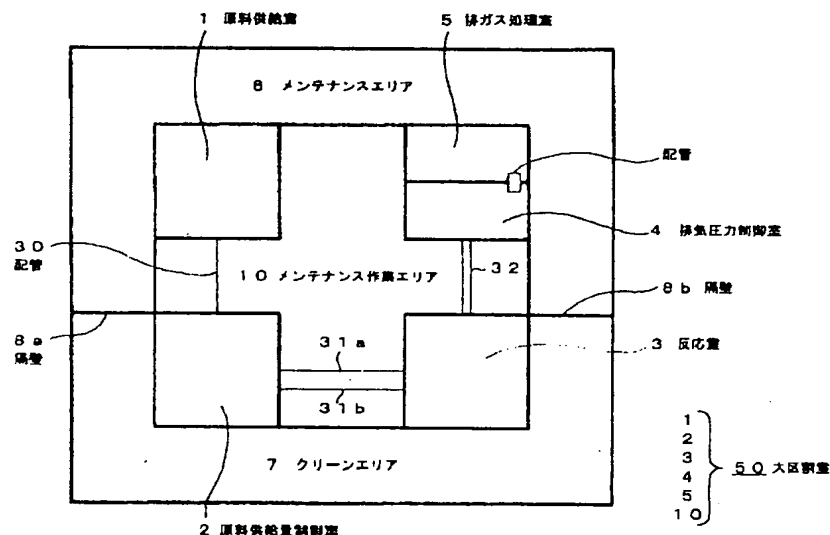 1 原料供給室
5 排ガス処理室
6 メンテナンスエリア
配管
4 排気圧力制御室
30
配管
10 メンテナンス作業エリア
32
8b 隔壁
8a
隔壁
31a
3 反応室
31b
1
2
3
4
5
10
50 大区割室
7 クリーンエリア
2 原料供給量制御室